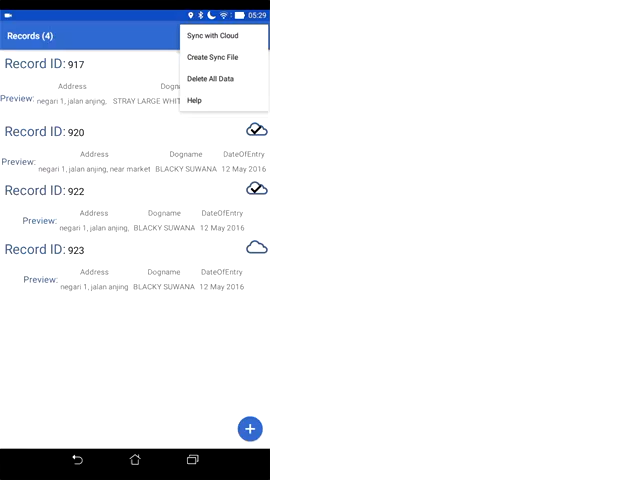 05:29
Records (4)
Sync with Cloud
Create Sync File
Delete All Data
Help
Record ID: 917
Address
Preview: negari 1, jalan anjing, STRAY LARGE
Record ID: 920
Address Dogname DateOfEntry
Preview: negari 1, jalan anjing, near market BLACKY SUWANA 12 May 2016
Record ID: 922
Address Dogname DateOfEntry
Preview: negari 1, jalan anjing, BLACKY SUWANA 12 May 2016
Record ID: 923
Address Dogname DateOfEntry
Preview: negari 1, jalan anjing BLACKY SUWANA 12 May 2016